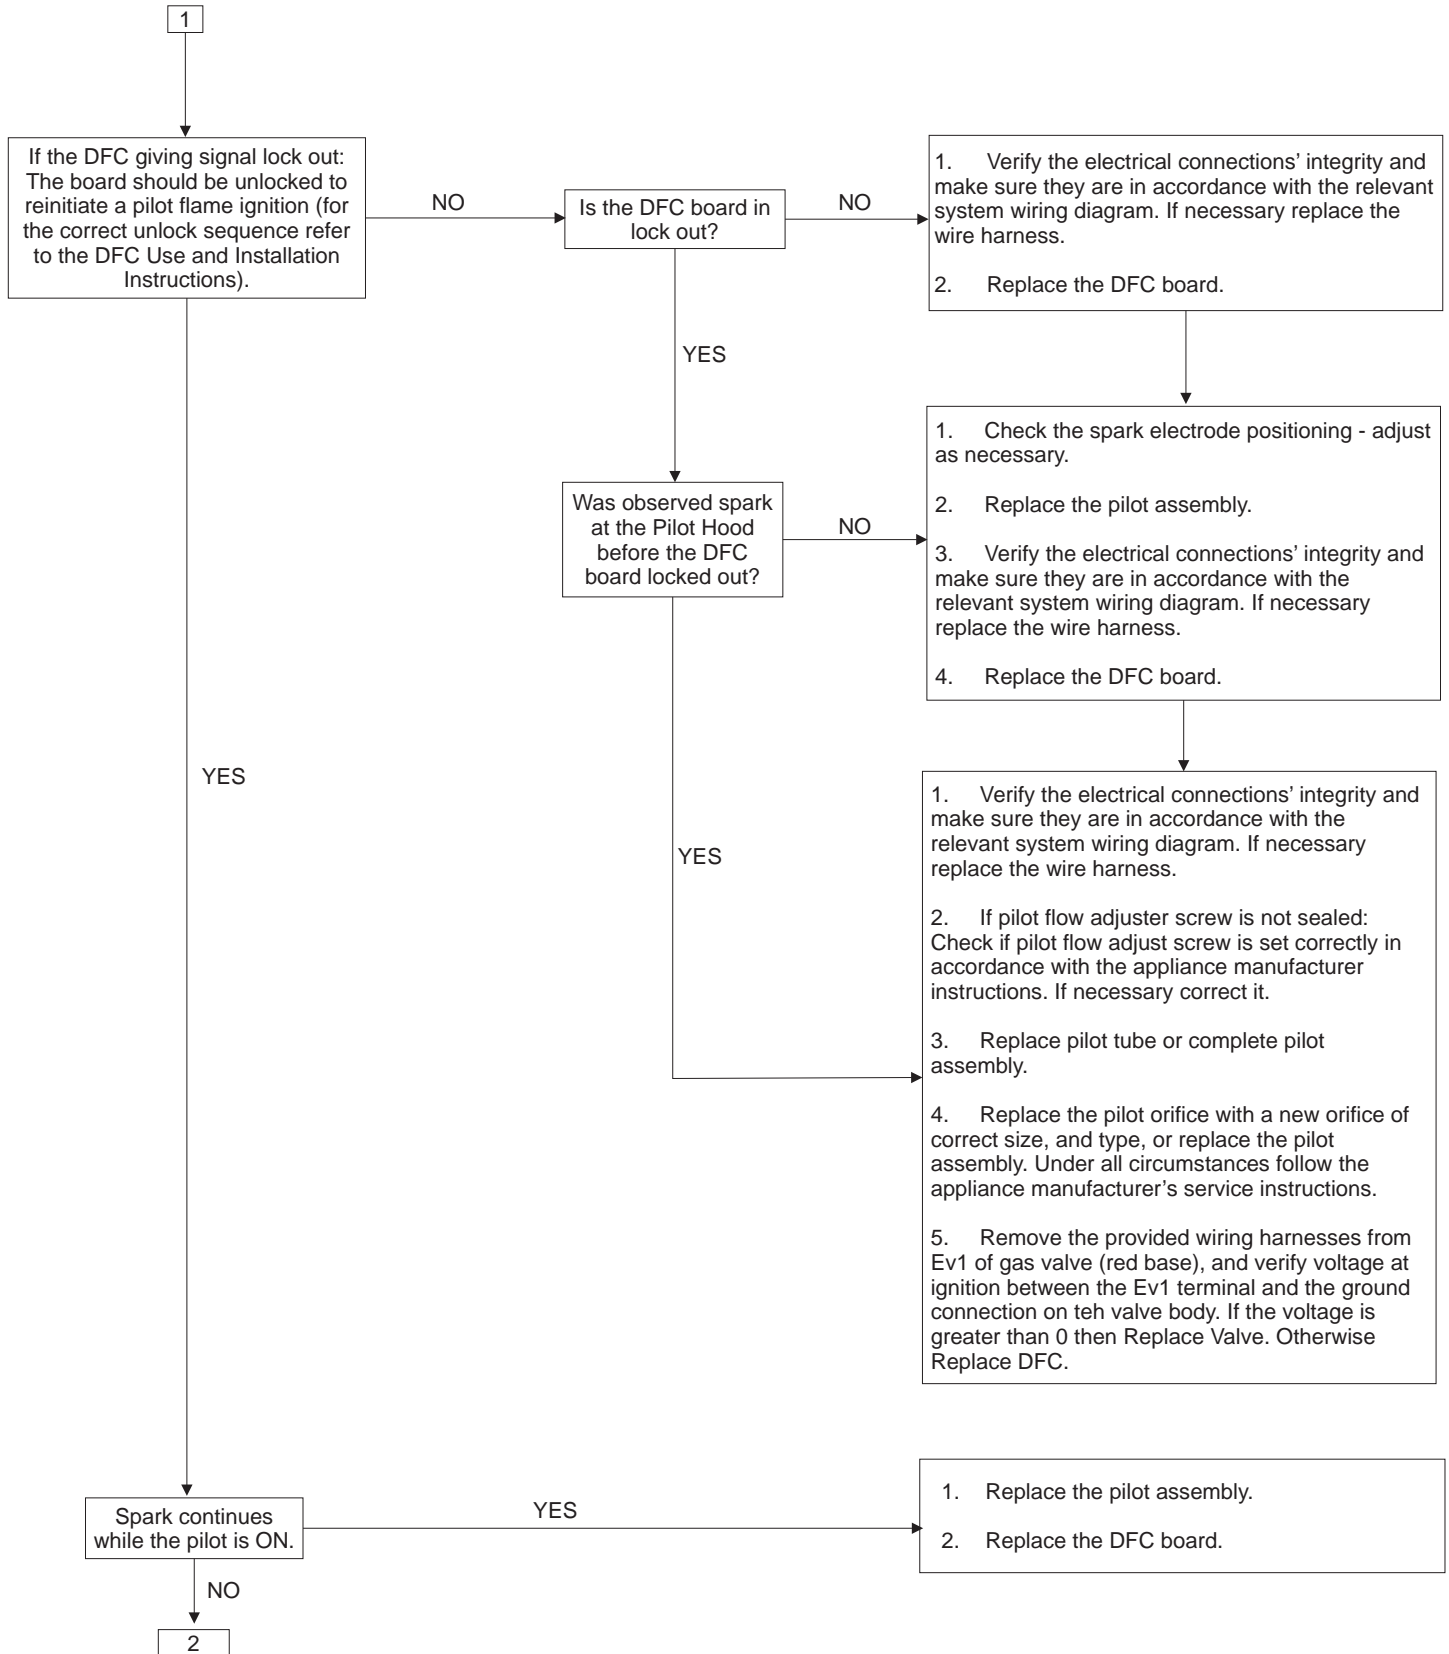 1
If the DFC giving signal lock out:
The board should be unlocked to
reinitiate a pilot flame ignition (for
the correct unlock sequence refer
to the DFC Use and Installation
Instructions).
NO
Is the DFC board in
lock out?
NO
1. Verify the electrical connections’ integrity and
make sure they are in accordance with the relevant
system wiring diagram. If necessary replace the
wire harness.
2. Replace the DFC board.
YES
1. Check the spark electrode positioning - adjust
as necessary.
2. Replace the pilot assembly.
3. Verify the electrical connections’ integrity and
make sure they are in accordance with the
relevant system wiring diagram. If necessary
replace the wire harness.
4. Replace the DFC board.
Was observed spark
at the Pilot Hood
before the DFC
board locked out?
NO
YES
YES
1. Verify the electrical connections’ integrity and
make sure they are in accordance with the
relevant system wiring diagram. If necessary
replace the wire harness.
2. If pilot flow adjuster screw is not sealed:
Check if pilot flow adjust screw is set correctly in
accordance with the appliance manufacturer
instructions. If necessary correct it.
3. Replace pilot tube or complete pilot
assembly.
4. Replace the pilot orifice with a new orifice of
correct size, and type, or replace the pilot
assembly. Under all circumstances follow the
appliance manufacturer’s service instructions.
5. Remove the provided wiring harnesses from
Ev1 of gas valve (red base), and verify voltage at
ignition between the Ev1 terminal and the ground
connection on teh valve body. If the voltage is
greater than 0 then Replace Valve. Otherwise
Replace DFC.
Spark continues
while the pilot is ON.
YES
1. Replace the pilot assembly.
2. Replace the DFC board.
NO
2